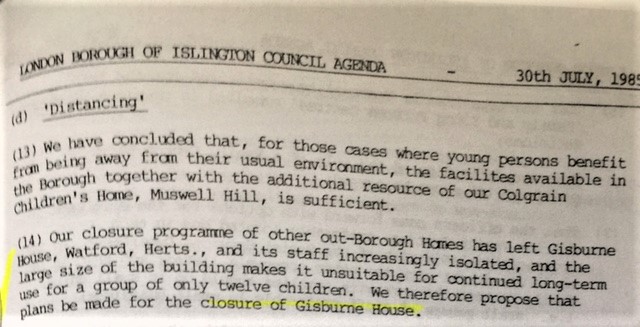 LONDON BOROUGH OF ISLINGTON COUNCIL AGENDA - 30th JULY, 1985
(d) 'Distancing'
(13) We have concluded that, for those cases where young persons benefit
from being away from their usual environment, the facilites available in
the Borough together with the additional resource of our Colgrain
Children's Home, Muswell Hill, is sufficient.
(14) Our closure programme of other out-Borough Homes has left Gisburne
House, Watford, Herts., and its staff increasingly isolated, and the
large size of the building makes it unsuitable for continued long-term
use for a group of only twelve children. We therefore propose that
plans be made for the closure of Gisburne House.